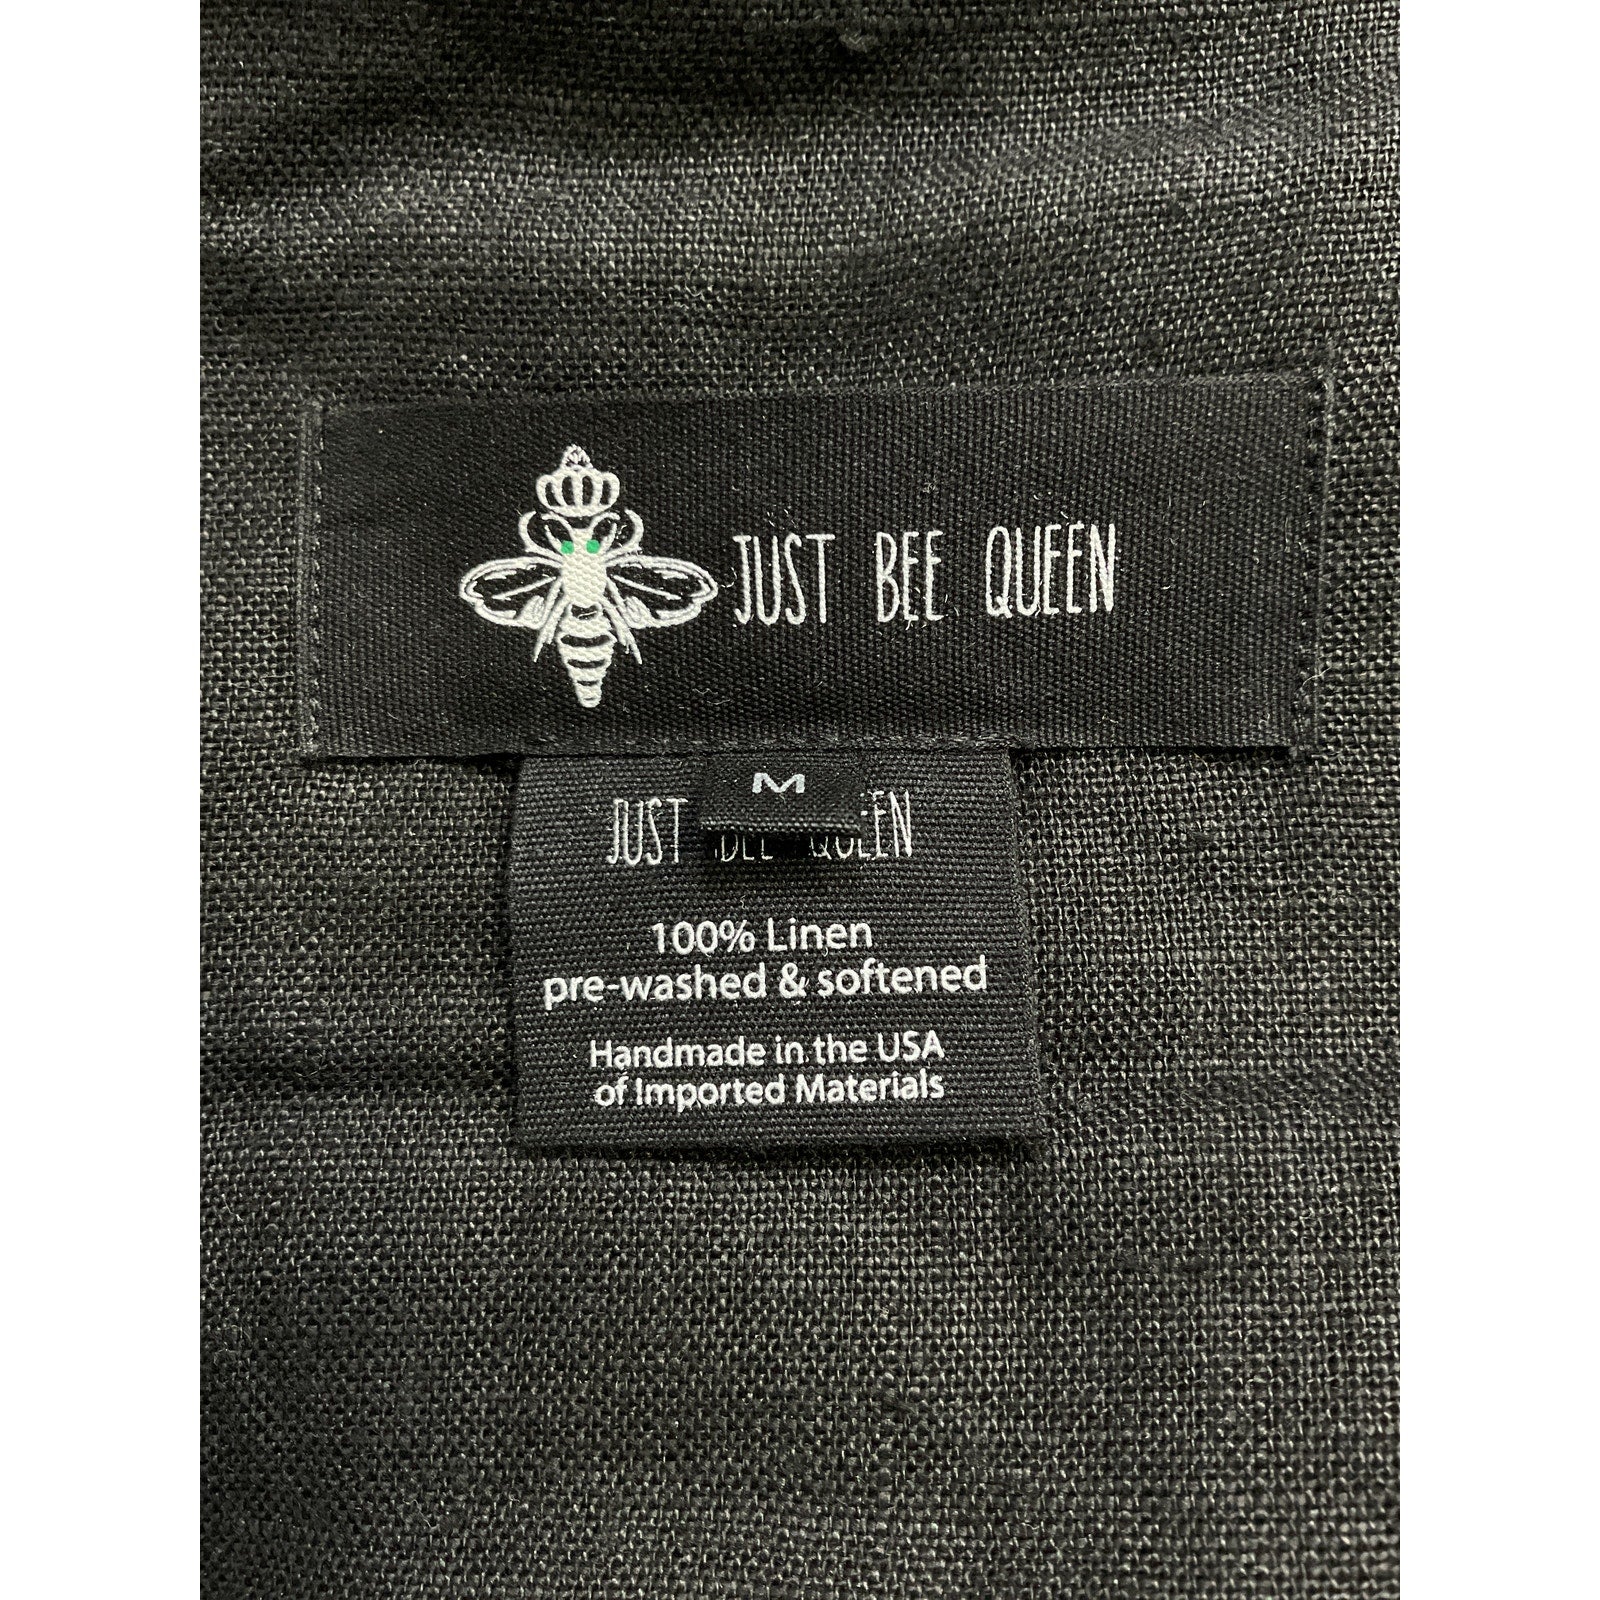 JUST BEE QUEEN
M
JUST BEE QUEEN
100% Linen
pre-washed & softened
Handmade in the USA
of Imported Materials